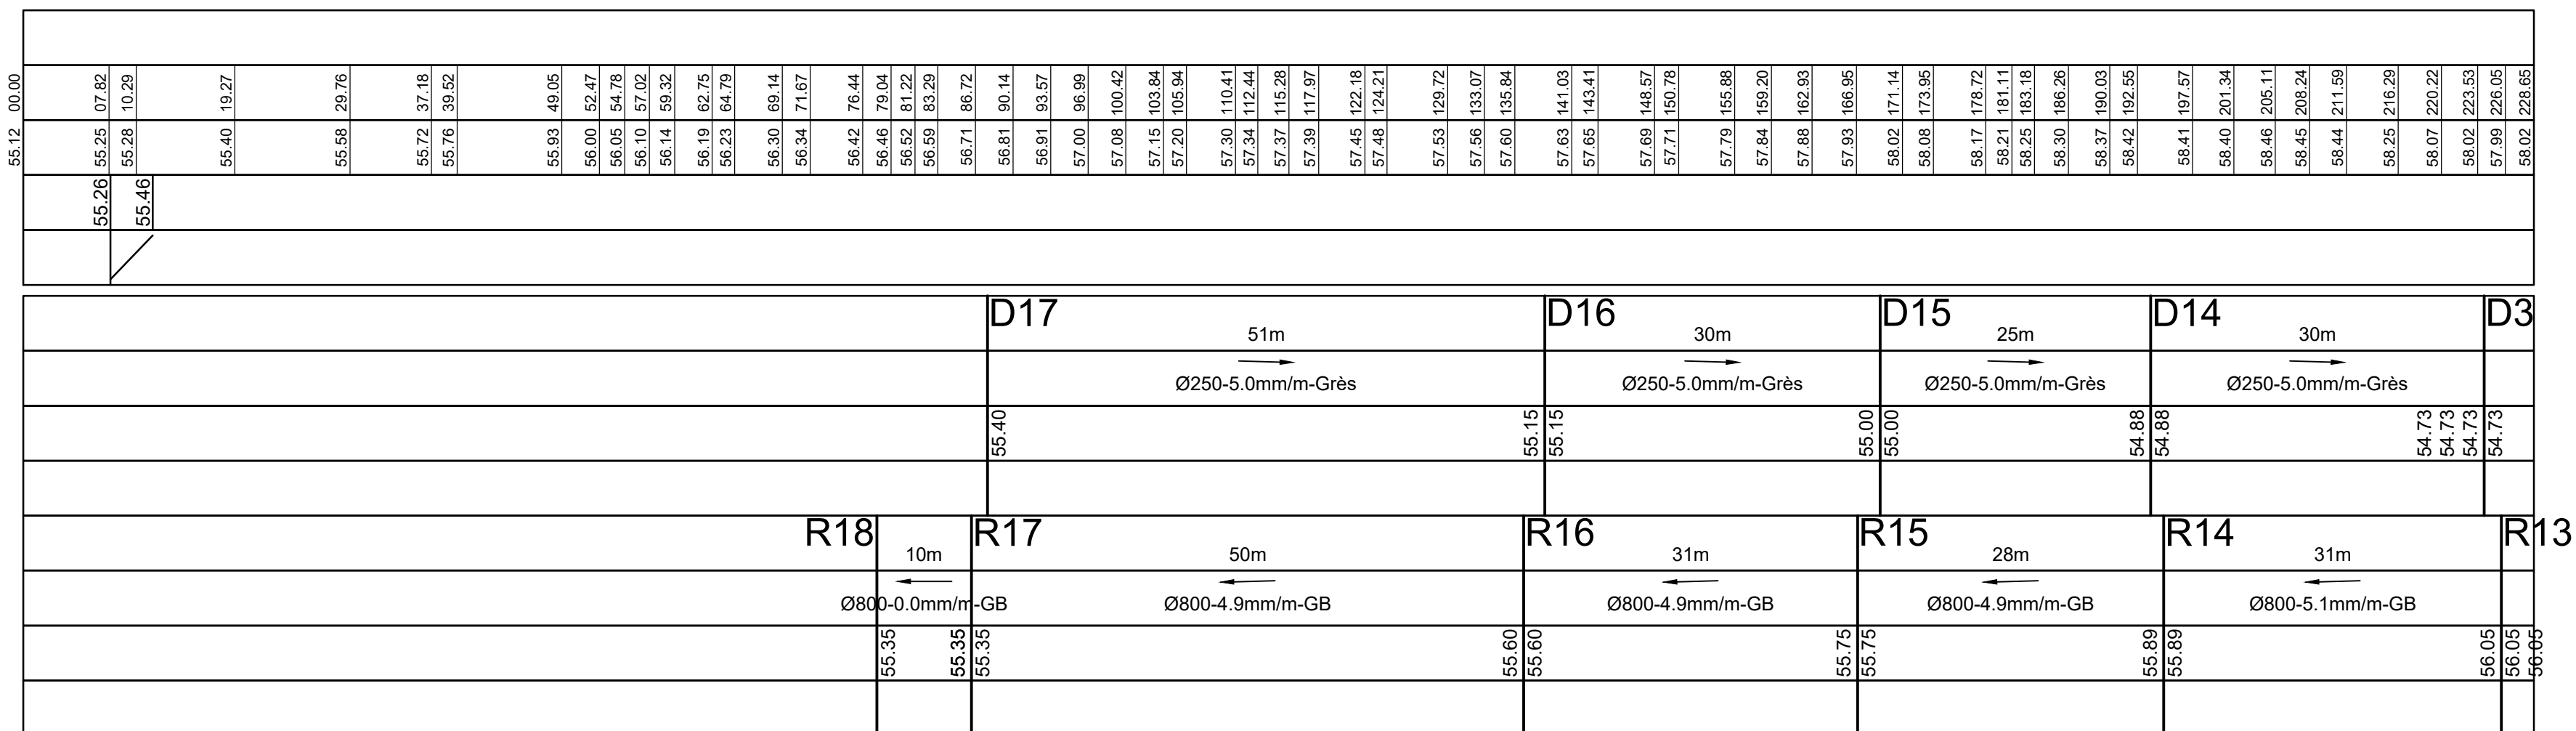 00.00 07.82 10.29 19.27 29.76 37.18 39.52 49.05 52.47 54.78 57.02 59.32 62.75 64.79 69.14 71.67 76.44 79.04 81.22 83.29 86.72 90.14 93.57 96.99 100.42 103.84 105.94 110.41 112.44 115.28 117.97 122.18 124.21 129.72 133.07 135.84 141.03 143.41 148.57 150.78 155.88 159.20 162.93 166.95 171.14 173.95 178.72 181.11 183.18 186.26 190.03 192.55 197.57 201.34 205.11 208.24 211.59 216.29 220.22 223.53 226.05 228.65
55.12 55.25 55.28 55.40 55.58 55.72 55.76 55.93 56.00 56.05 56.10 56.14 56.19 56.23 56.30 56.34 56.42 56.46 56.52 56.59 56.71 56.81 56.91 57.00 57.08 57.15 57.20 57.30 57.34 57.37 57.39 57.45 57.48 57.53 57.56 57.60 57.63 57.65 57.69 57.71 57.79 57.84 57.88 57.93 58.02 58.08 58.17 58.21 58.25 58.30 58.37 58.42 58.41 58.40 58.46 58.45 58.44 58.25 58.07 58.02 57.99 58.02
55.26 55.46
D17 D16 D15 D14 D3
51m 30m 25m 30m
Ø250-5.0mm/m-Grès Ø250-5.0mm/m-Grès Ø250-5.0mm/m-Grès Ø250-5.0mm/m-Grès
55.40 55.15 55.15 55.00 55.00 54.88 54.88 54.73 54.73 54.73 54.73
R18 R17 R16 R15 R14 R13
10m 50m 31m 28m 31m
Ø800-0.0mm/m-GB Ø800-4.9mm/m-GB Ø800-4.9mm/m-GB Ø800-4.9mm/m-GB Ø800-5.1mm/m-GB
55.35 55.35 55.35 55.60 55.60 55.75 55.75 55.89 55.89 56.05 56.05 56.05